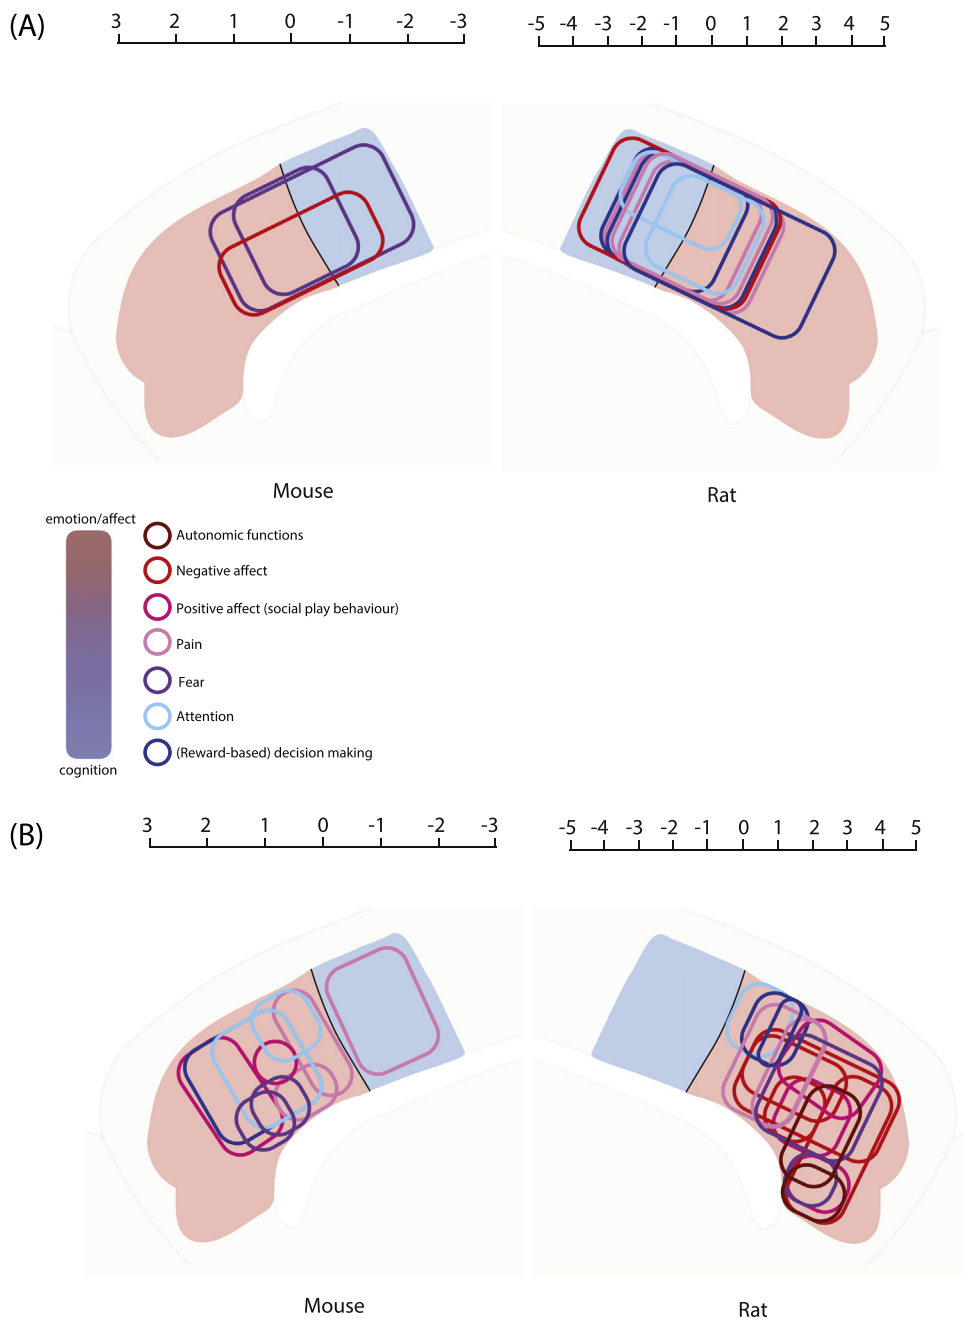 (A)
3 2 1 0 -1 -2 -3
-5 -4 -3 -2 -1 0 1 2 3 4 5
Mouse
Rat
emotion/affect
cognition
Autonomic functions
Negative affect
Positive affect (social play behaviour)
Pain
Fear
Attention
(Reward-based) decision making
(B)
3 2 1 0 -1 -2 -3
-5 -4 -3 -2 -1 0 1 2 3 4 5
Mouse
Rat